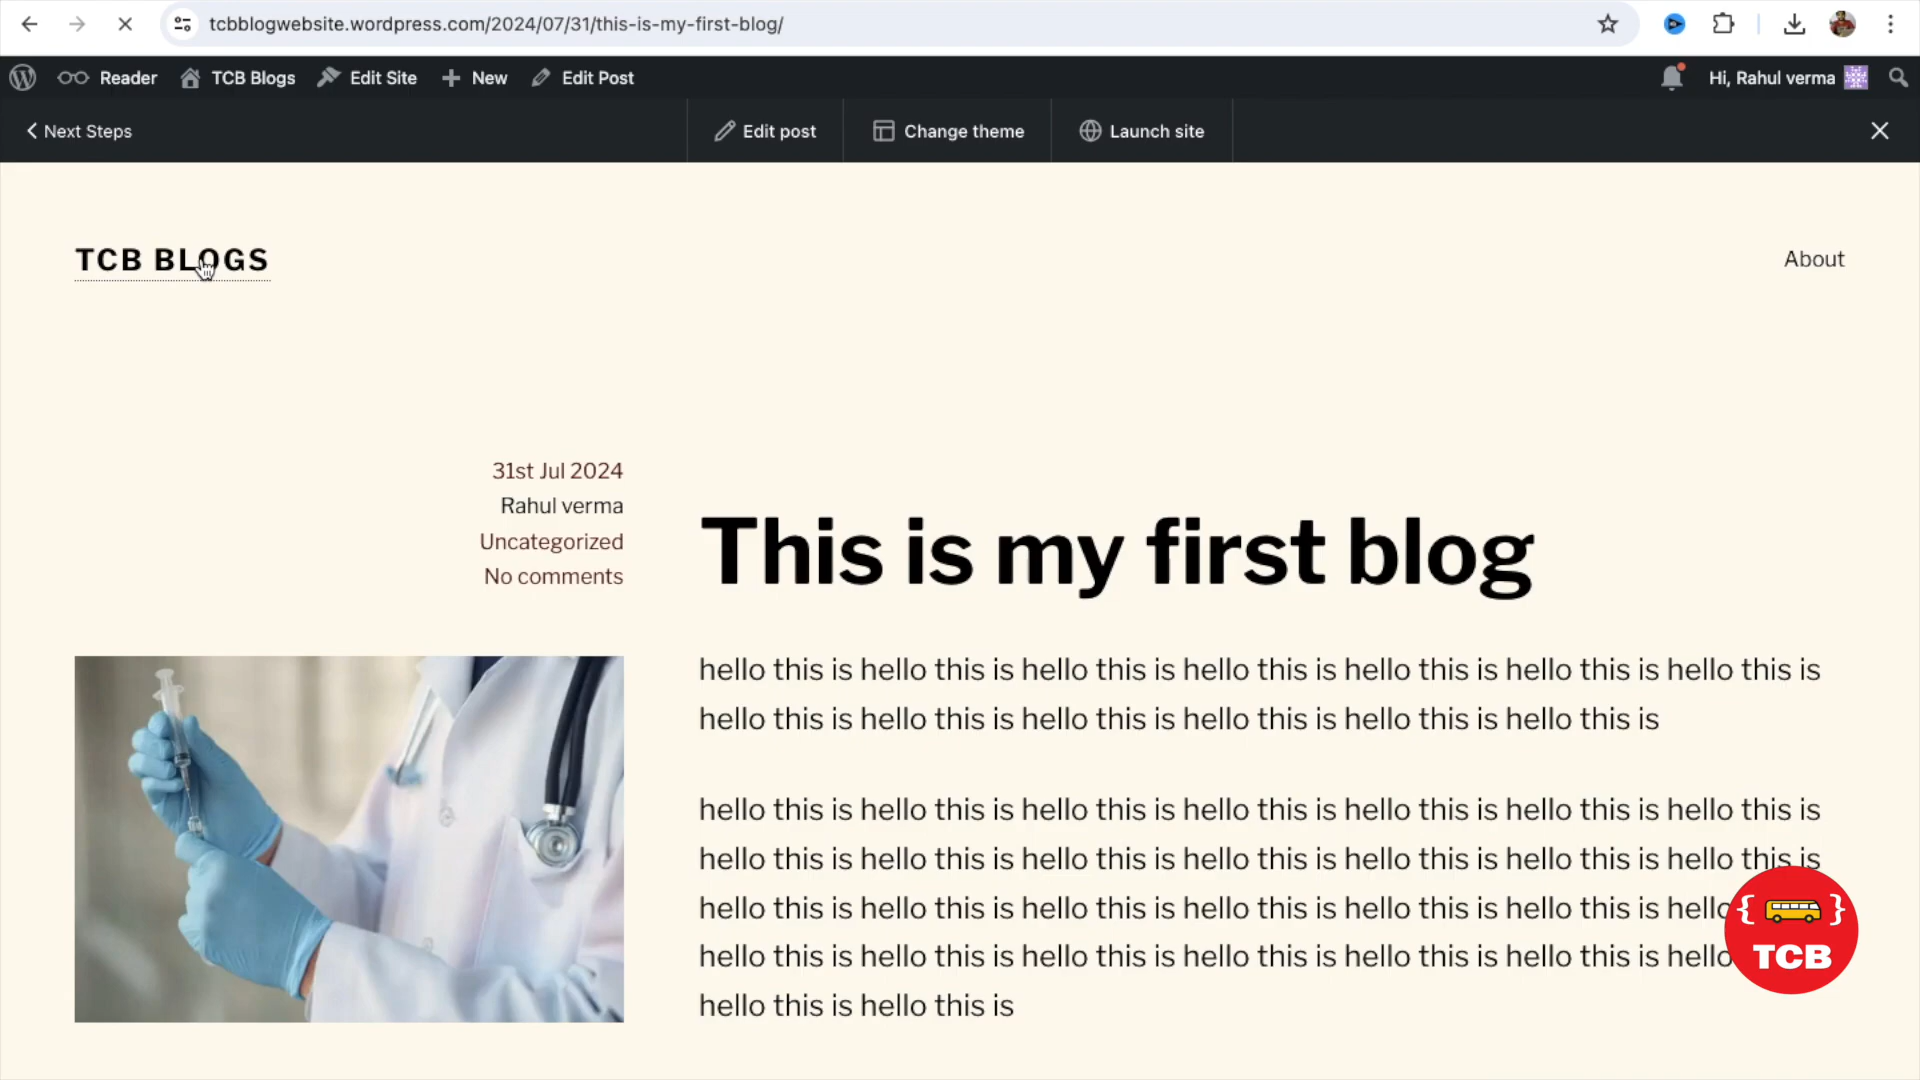 tcbblogwebsite.wordpress.com/2024/07/31/this-is-my-first-blog/
Reader TCB Blogs Edit Site New Edit Post Hi, Rahul verma
Next Steps Edit post Change theme Launch site
TCB BLOGS About
31st Jul 2024
Rahul verma
Uncategorized
No comments
This is my first blog
hello this is hello this is hello this is hello this is hello this is hello this is hello this is
hello this is hello this is hello this is hello this is hello this is hello this is
hello this is hello this is hello this is hello this is hello this is hello this is hello this is
hello this is hello this is hello this is hello this is hello this is hello this is hello this is
hello this is hello this is hello this is hello this is hello this is hello this is hello
hello this is hello this is hello this is hello this is hello this is hello this is hello
hello this is hello this is
{ }
TCB